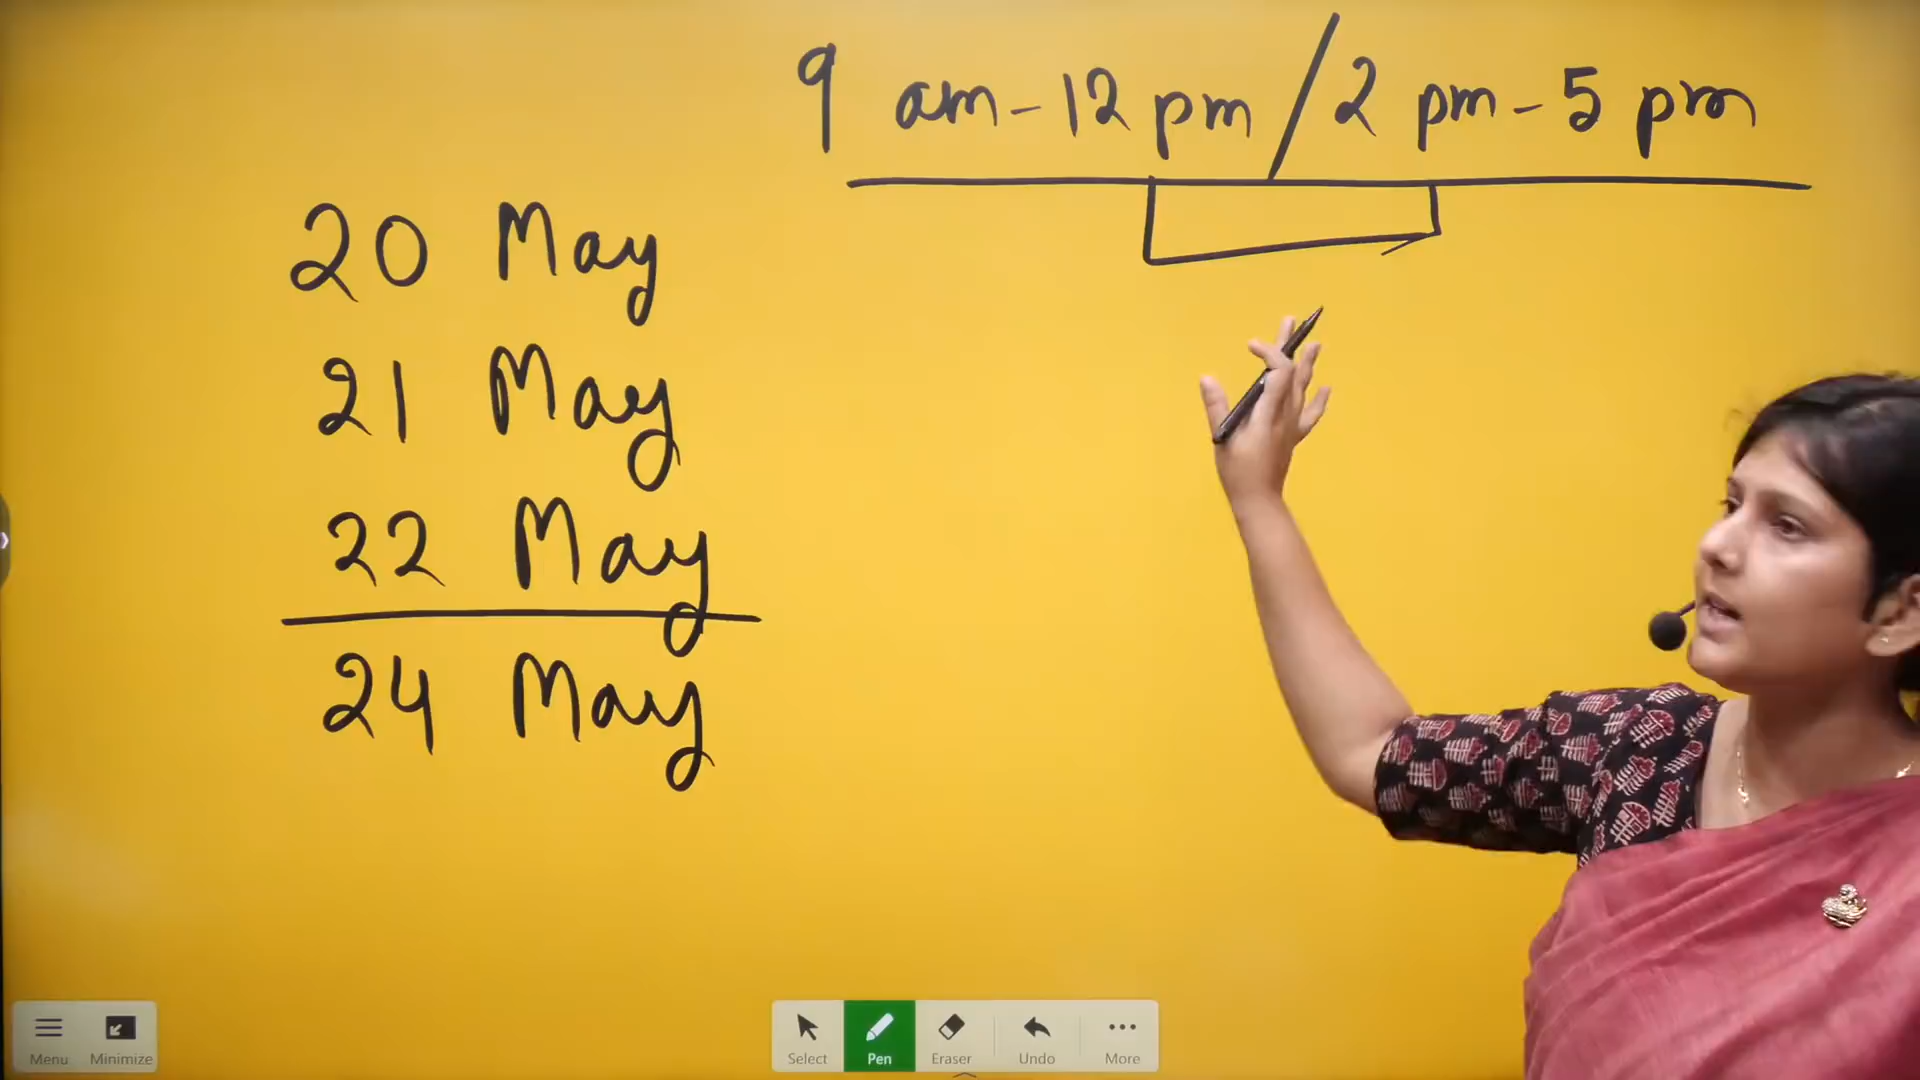 9 am - 12 pm / 2 pm - 5 pm
20 May
21 May
22 May
24 May
Menu
Minimize
Select
Pen
Eraser
Undo
More